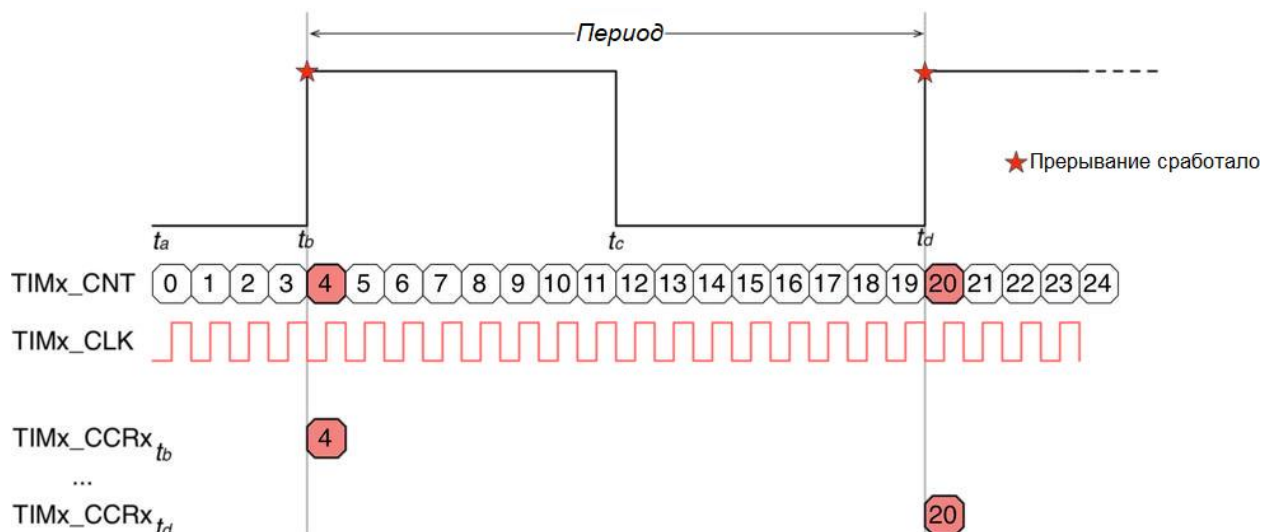 Период
Прерывание сработало
ta tb tc td
TIMx_CNT 0 1 2 3 4 5 6 7 8 9 10 11 12 13 14 15 16 17 18 19 20 21 22 23 24
TIMx_CLK
TIMx_CCRx tb 4
...
TIMx_CCRx td 20